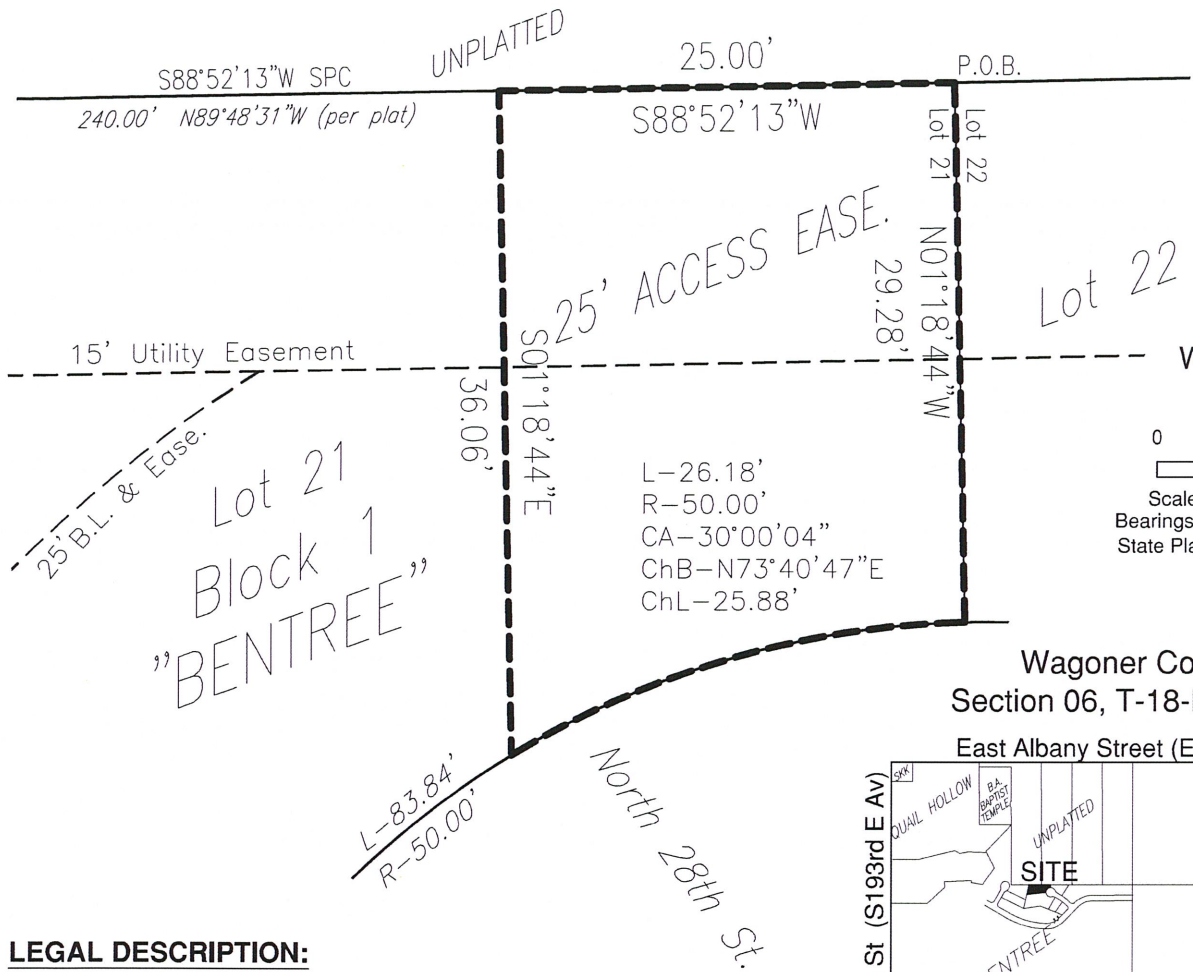 UNPLATTED
S88°52'13"W SPC
240.00' N89°48'31"W (per plat)
25.00'
S88°52'13"W
P.O.B.
Lot 21
Lot 22
25' ACCESS EASE.
N01°18'44"W
29.28'
Lot 22
15' Utility Easement
W
S01°18'44"E
36.06'
25' B.L. & Ease.
Lot 21
Block 1
"BENTREE"
L-26.18'
R-50.00'
CA-30°00'04"
ChB-N73°40'47"E
ChL-25.88'
0
Scale
Bearings
State Pla
L-83.84'
R-50.00'
North 28th St.
Wagoner Co
Section 06, T-18-
East Albany Street (E
St (S193rd E Av)
SKK
QUAIL HOLLOW
B.A.
BAPTIST
TEMPLE
UNPLATTED
SITE
ENTREE"
LEGAL DESCRIPTION: